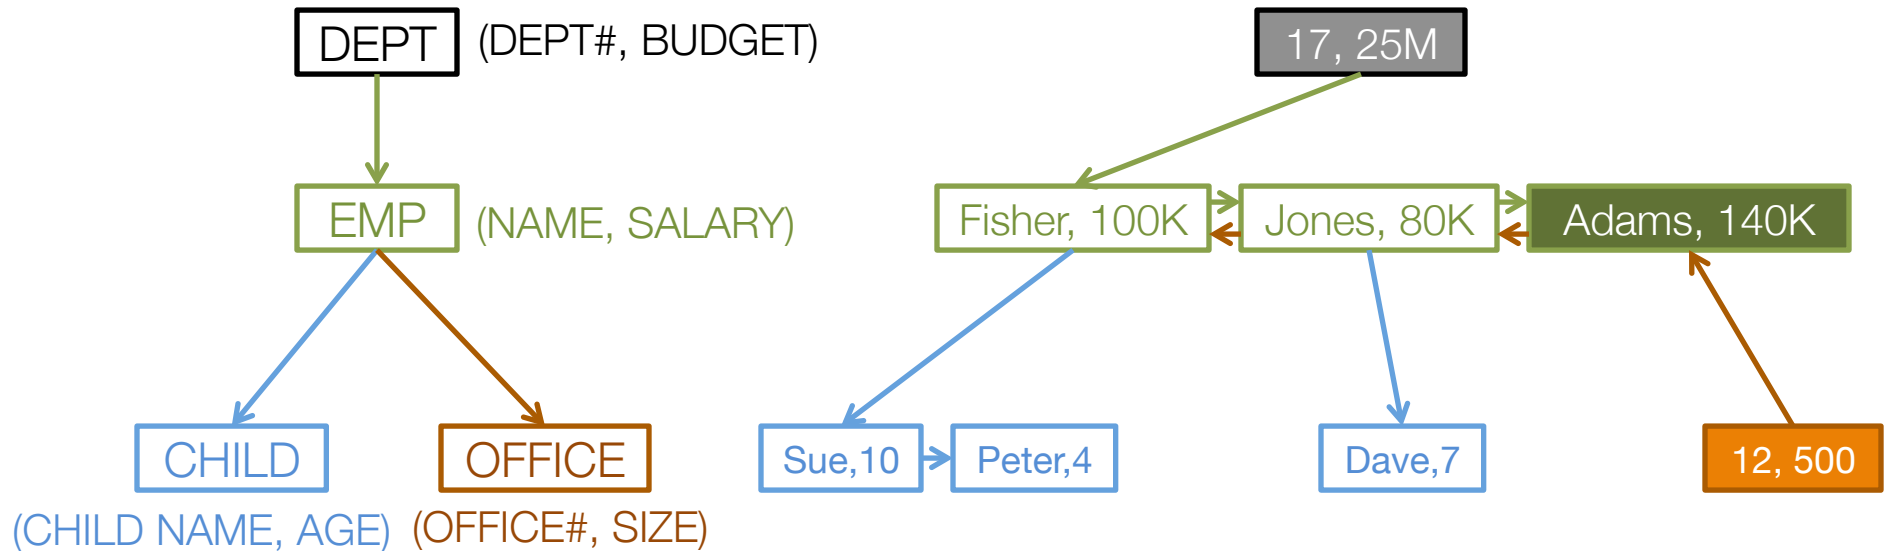 DEPT (DEPT#, BUDGET)
17, 25M
EMP (NAME, SALARY)
Fisher, 100K
Jones, 80K
Adams, 140K
CHILD
OFFICE
Sue,10
Peter,4
Dave,7
12, 500
(CHILD NAME, AGE) (OFFICE#, SIZE)